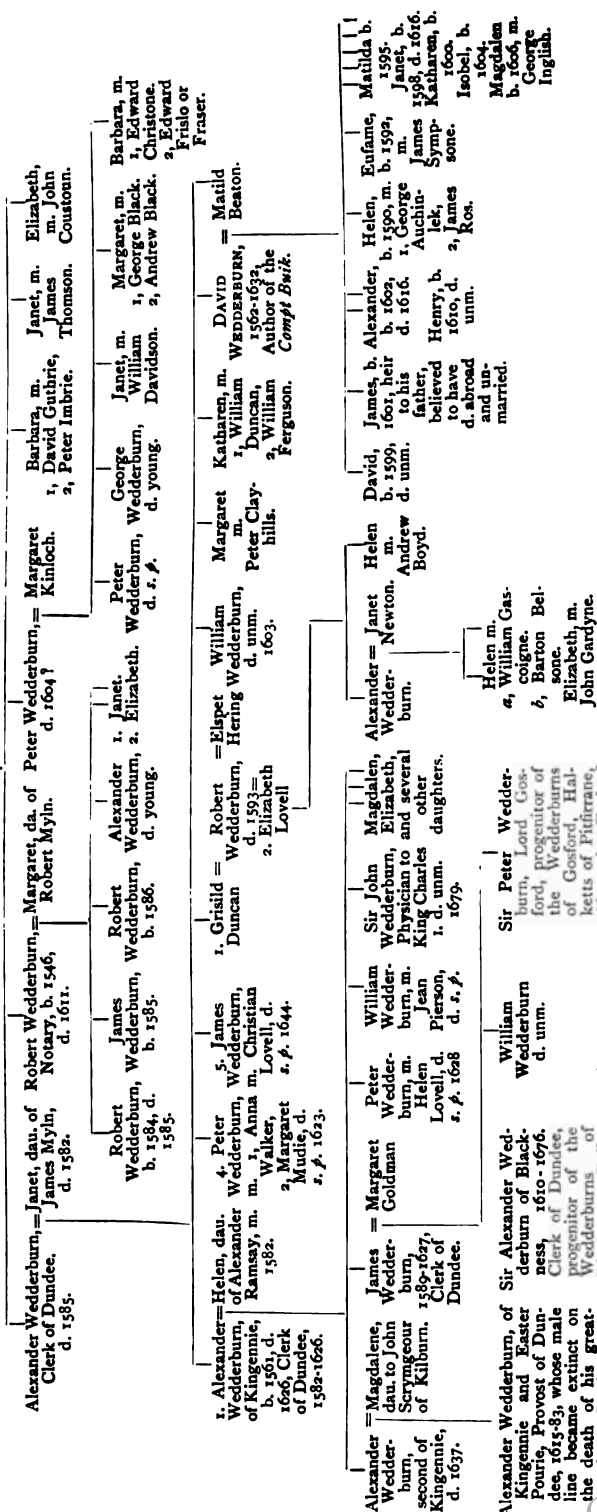 Alexander Wedderburn,
Clerk of Dundee.
d. 1585.
=Janet, dau. of
James Myln,
d. 1582.
Robert Wedderburn,
Notary, b. 1546,
d. 1611.
=Margaret, da. of
Robert Myln.
Peter Wedderburn,
d. 1604?
= Margaret
Kinloch.
Barbara, m.
1, David Guthrie,
2, Peter Imbrie.
Janet, m.
James
Thomson.
Elizabeth,
m. John
Coustoun.
Robert
Wedderburn,
b. 1584, d.
1585.
James
Wedderburn,
b. 1585.
Robert
Wedderburn,
b. 1586.
Alexander
Wedderburn,
d. young.
1. Janet.
2. Elizabeth.
Peter
Wedderburn,
d. s. p.
George
Wedderburn,
d. young.
Janet, m.
William
Davidson.
Margaret, m.
1, George Black.
2, Andrew Black.
Barbara, m.
1, Edward
Christone.
2, Edward
Frislo or
Fraser.
1. Alexander
Wedderburn,
of Kingennie,
b. 1561, d.
1626, Clerk
of Dundee,
1582-1626.
=Helen, dau.
of Alexander
Ramsay, m.
1582.
4. Peter
Wedderburn,
m. 1, Anna
Walker,
2, Margaret
Mudie, d.
s. p. 1623.
5. James
Wedderburn,
m. Christian
Lovell, d.
s. p. 1644.
1. Grisild
Duncan
= Robert
Wedderburn,
d. 1593=
2. Elizabeth
Lovell
=Elspet
Hering
William
Wedderburn,
d. unm.
1603.
Margaret
m.
Peter Clay-
hills.
Katharen, m.
1, William
Duncan,
2, William
Ferguson.
DAVID
WEDDERBURN,
1562-1632,
Author of the
Compt Buik.
= Matild
Beaton.
Alexander
Wedder-
burn,
second of
Kingennie,
d. 1637.
=Magdalene,
dau. to John
Scrymgeour
of Kilburn.
James
Wedder-
burn,
1589-1627,
Clerk of
Dundee.
= Margaret
Goldman
Peter
Wedder-
burn, m.
Helen
Lovell, d.
s. p. 1628
William
Wedder-
burn, m.
Jean
Pierson,
d. s. p.
Sir John
Wedderburn,
Physician to
King Charles
I. d. unm.
1679.
Magdalen,
Elizabeth,
and several
other
daughters.
Alexander
Wedder-
burn.
= Janet
Newton.
Helen
m.
Andrew
Boyd.
David,
b. 1599,
d. unm.
James, b.
1601, heir
to his
father,
believed
to have
d. abroad
and un-
married.
Alexander,
b. 1602,
d. 1616.
Henry, b.
1610, d.
unm.
Helen,
b. 1590, m.
1, George
Auchin-
lek,
2, James
Ros.
Eufame,
b. 1592,
m.
James
Symp-
sone.
Matilda b.
1595.
Janet, b.
1598, d. 1616.
Katharen, b.
1600.
Isobel, b.
1604.
Magdalen
b. 1606, m.
George
Inglish.
Alexander Wedderburn, of
Kingennie and Easter
Pourie, Provost of Dun-
dee, 1615-83, whose male
line became extinct on
the death of his great-
Sir Alexander Wed-
derburn of Black-
ness, 1610-1676.
Clerk of Dundee,
progenitor of the
Wedderburns of
William
Wedderburn
d. unm.
Sir Peter Wedder-
burn, Lord Gos-
ford, progenitor of
the Wedderburns
of Gosford, Hal-
ketts of Pitfirrane,
Helen m.
a, William Gas-
coigne.
b, Barton Bel-
sone.
Elizabeth, m.
John Gardyne.